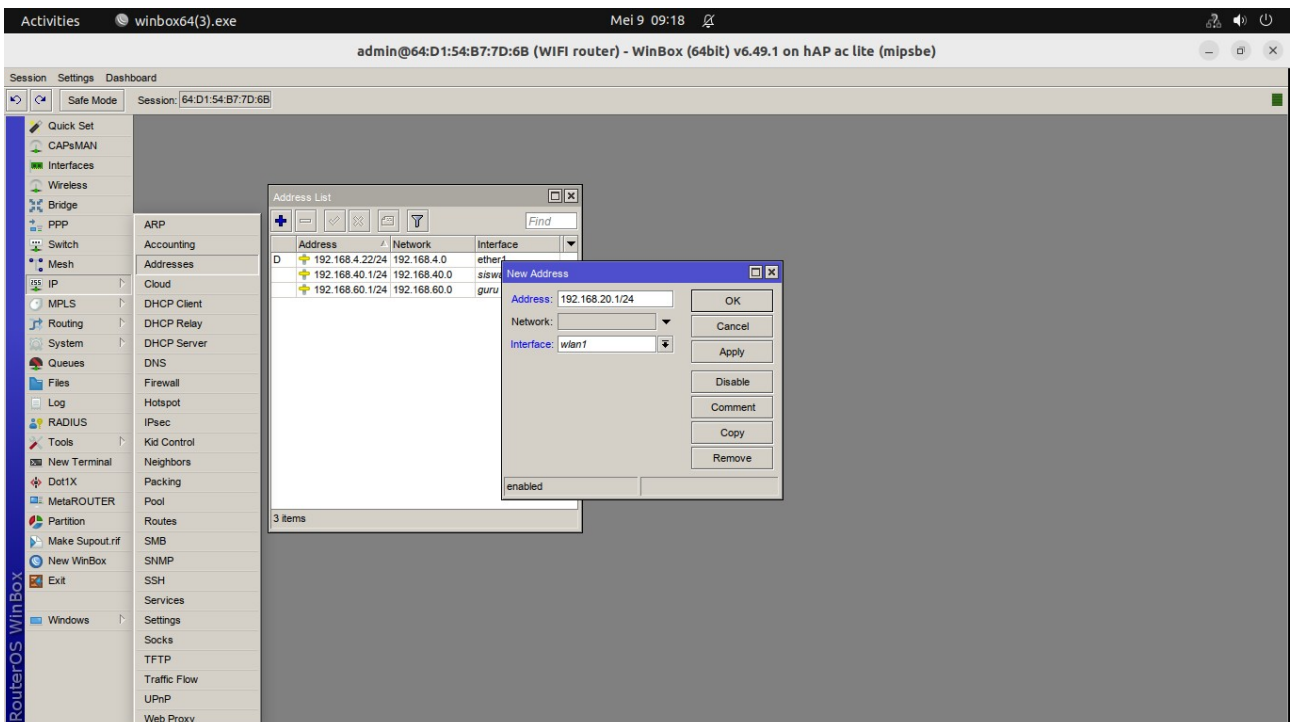 Activities winbox64(3).exe Mei 9 09:18
admin@64:D1:54:B7:7D:6B (WIFI router) - WinBox (64bit) v6.49.1 on hAP ac lite (mipsbe)
Session Settings Dashboard
Safe Mode Session: 64:D1:54:B7:7D:6B
Quick Set
CAPsMAN
Interfaces
Wireless
Bridge
PPP
Switch
Mesh
IP
MPLS
Routing
System
Queues
Files
Log
RADIUS
Tools
New Terminal
Dot1X
MetaROUTER
Partition
Make Supout.rif
New WinBox
Exit
Windows
RouterOS WinBox
ARP
Accounting
Addresses
Cloud
DHCP Client
DHCP Relay
DHCP Server
DNS
Firewall
Hotspot
IPsec
Kid Control
Neighbors
Packing
Pool
Routes
SMB
SNMP
SSH
Services
Settings
Socks
TFTP
Traffic Flow
UPnP
Web Proxy
Address List
Find
Address Network Interface
D 192.168.4.22/24 192.168.4.0 ether1
192.168.40.1/24 192.168.40.0 sisw
192.168.60.1/24 192.168.60.0 guru
3 items
New Address
Address: 192.168.20.1/24
Network:
Interface: wlan1
OK
Cancel
Apply
Disable
Comment
Copy
Remove
enabled